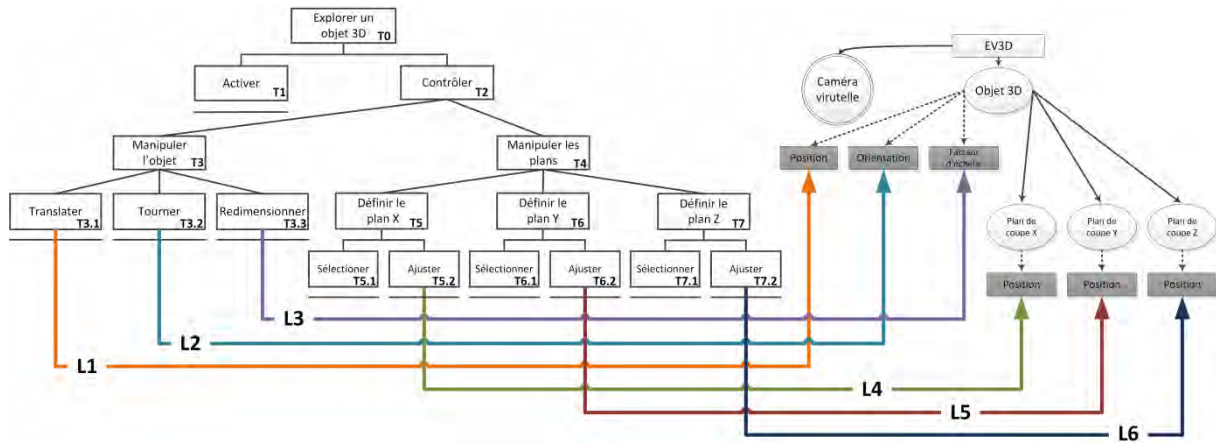 Explorer un
objet 3D T0
Activer T1
Contrôler T2
Manipuler
l'objet T3
Manipuler les
plans T4
Translater T3.1
Tourner T3.2
Redimensionner T3.3
Définir le
plan X T5
Définir le
plan Y T6
Définir le
plan Z T7
Sélectioner T5.1
Ajuster T5.2
Sélectionner T6.1
Ajuster T6.2
Sélectionner T7.1
Ajuster T7.2
EV3D
Caméra
virutelle
Objet 3D
Position
Orientation
Facteur
d'échelle
Plan de
coupe X
Plan de
coupe Y
Plan de
coupe Z
Position
Position
Position
L3
L2
L1
L4
L5
L6